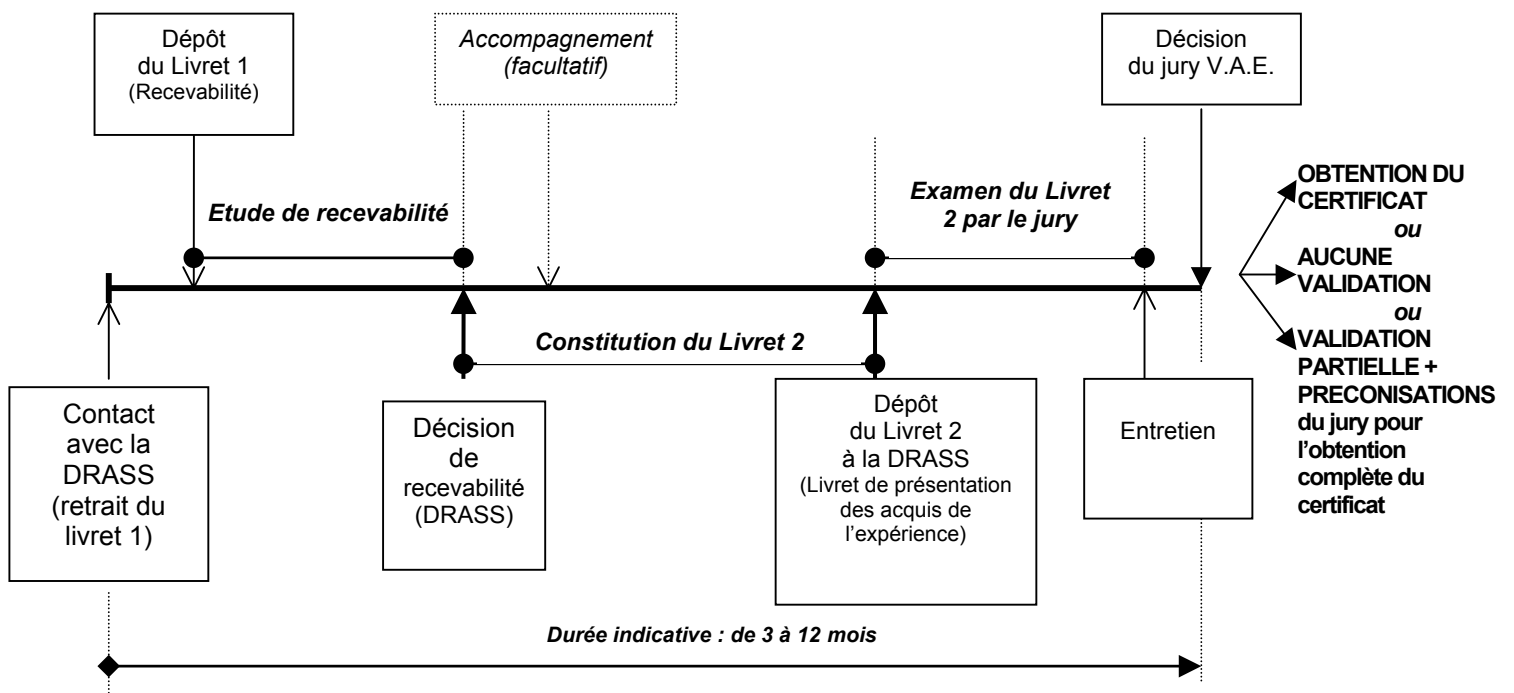 Dépôt
du Livret 1
(Recevabilité)
Accompagnement
(facultatif)
Décision
du jury V.A.E.
Etude de recevabilité
Examen du Livret
2 par le jury
OBTENTION DU
CERTIFICAT
ou
AUCUNE
VALIDATION
ou
VALIDATION
PARTIELLE +
PRECONISATIONS
du jury pour
l'obtention
complète du
certificat
Constitution du Livret 2
Contact
avec la
DRASS
(retrait du
livret 1)
Décision
de
recevabilité
(DRASS)
Dépôt
du Livret 2
à la DRASS
(Livret de présentation
des acquis de
l'expérience)
Entretien
Durée indicative : de 3 à 12 mois